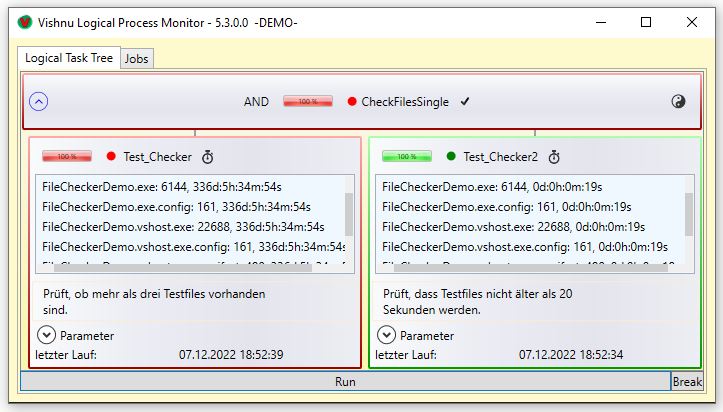 Vishnu Logical Process Monitor - 5.3.0.0 -DEMO-
Logical Task Tree
Jobs
AND 100 % CheckFilesSingle
100 % Test_Checker
FileCheckerDemo.exe: 6144, 336d:5h:34m:54s
FileCheckerDemo.exe.config: 161, 336d:5h:34m:54s
FileCheckerDemo.vshost.exe: 22688, 336d:5h:34m:54s
FileCheckerDemo.vshost.exe.config: 161, 336d:5h:34m:54s
Prüft, ob mehr als drei Testfiles vorhanden
sind.
Parameter
letzter Lauf: 07.12.2022 18:52:39
100 % Test_Checker2
FileCheckerDemo.exe: 6144, 0d:0h:0m:19s
FileCheckerDemo.exe.config: 161, 0d:0h:0m:19s
FileCheckerDemo.vshost.exe: 22688, 0d:0h:0m:19s
FileCheckerDemo.vshost.exe.config: 161, 0d:0h:0m:19s
Prüft, dass Testfiles nicht älter als 20
Sekunden werden.
Parameter
letzter Lauf: 07.12.2022 18:52:34
Run
Break